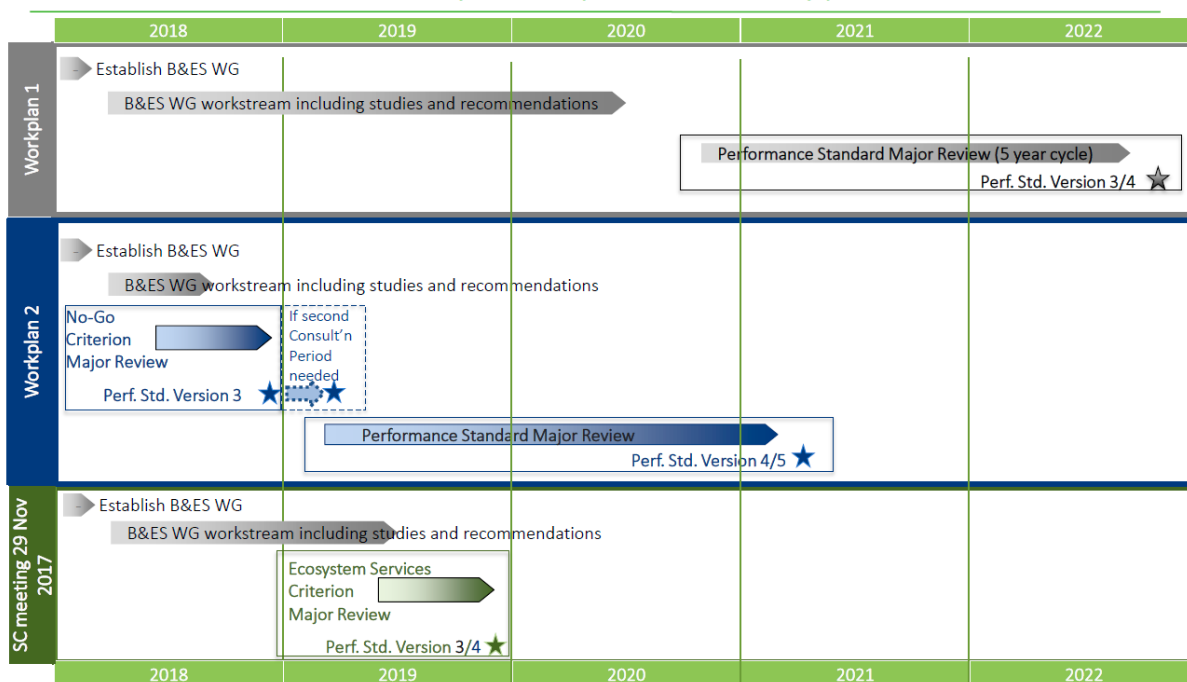 2018 2019 2020 2021 2022
Workplan 1
Establish B&ES WG
B&ES WG workstream including studies and recommendations
Performance Standard Major Review (5 year cycle)
Perf. Std. Version 3/4
Workplan 2
Establish B&ES WG
B&ES WG workstream including studies and recommendations
No-Go
Criterion
Major Review
Perf. Std. Version 3
If second
Consult'n
Period
needed
Performance Standard Major Review
Perf. Std. Version 4/5
SC meeting 29 Nov
2017
Establish B&ES WG
B&ES WG workstream including studies and recommendations
Ecosystem Services
Criterion
Major Review
Perf. Std. Version 3/4
2018 2019 2020 2021 2022